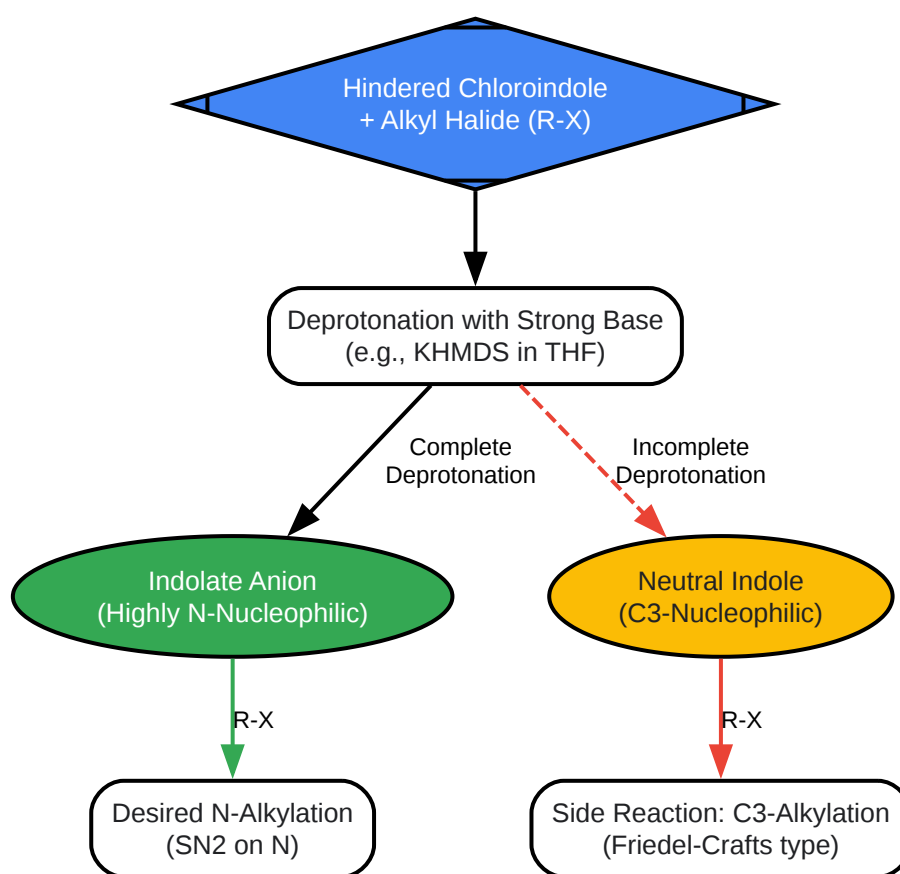 Hindered Chloroindole
+ Alkyl Halide (R-X)
Deprotonation with Strong Base
(e.g., KHMDS in THF)
Complete
Deprotonation
Incomplete
Deprotonation
Indolate Anion
(Highly N-Nucleophilic)
Neutral Indole
(C3-Nucleophilic)
R-X
R-X
Desired N-Alkylation
(SN2 on N)
Side Reaction: C3-Alkylation
(Friedel-Crafts type)